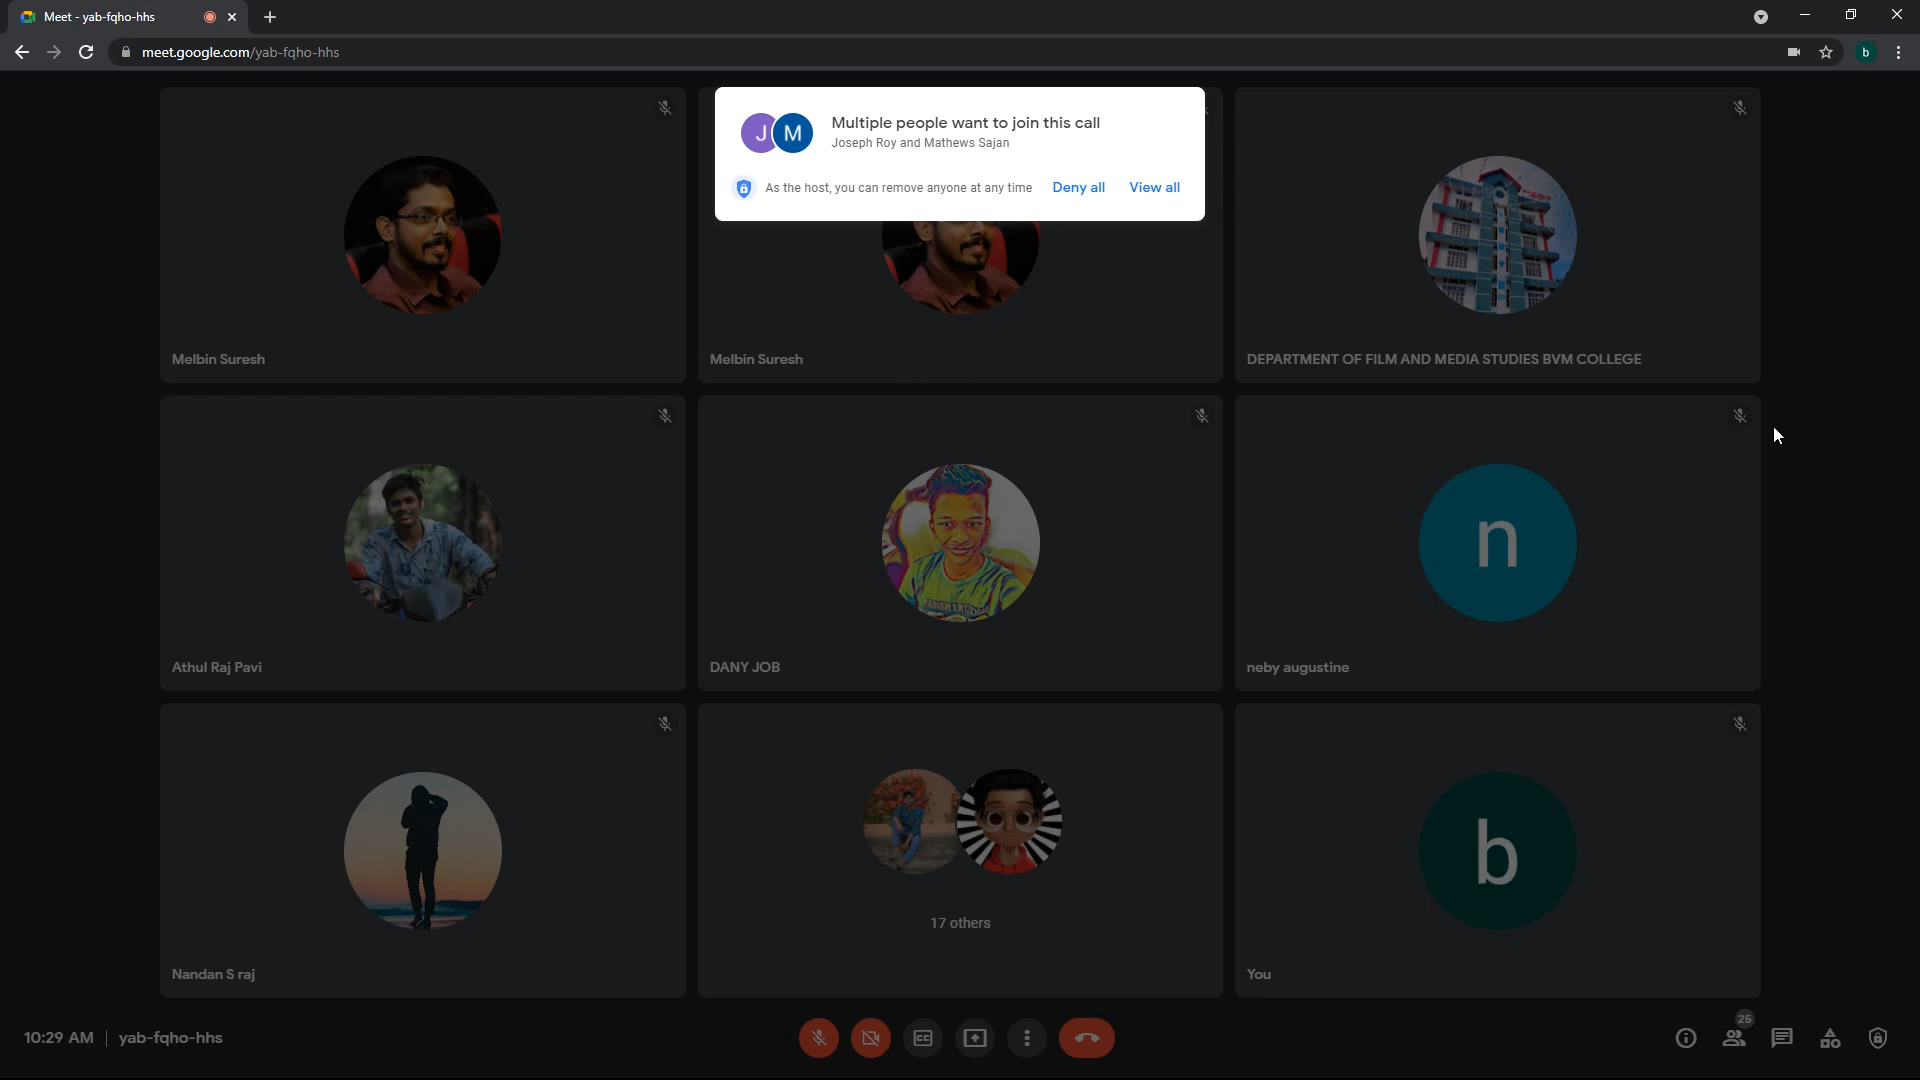 Meet - yab-fqho-hhs
meet.google.com/yab-fqho-hhs
b
J M
Multiple people want to join this call
Joseph Roy and Mathews Sajan
As the host, you can remove anyone at any time Deny all View all
Melbin Suresh
Melbin Suresh
DEPARTMENT OF FILM AND MEDIA STUDIES BVM COLLEGE
n
Athul Raj Pavi
DANY JOB
neby augustine
b
17 others
Nandan S raj
You
25
10:29 AM | yab-fqho-hhs
CC